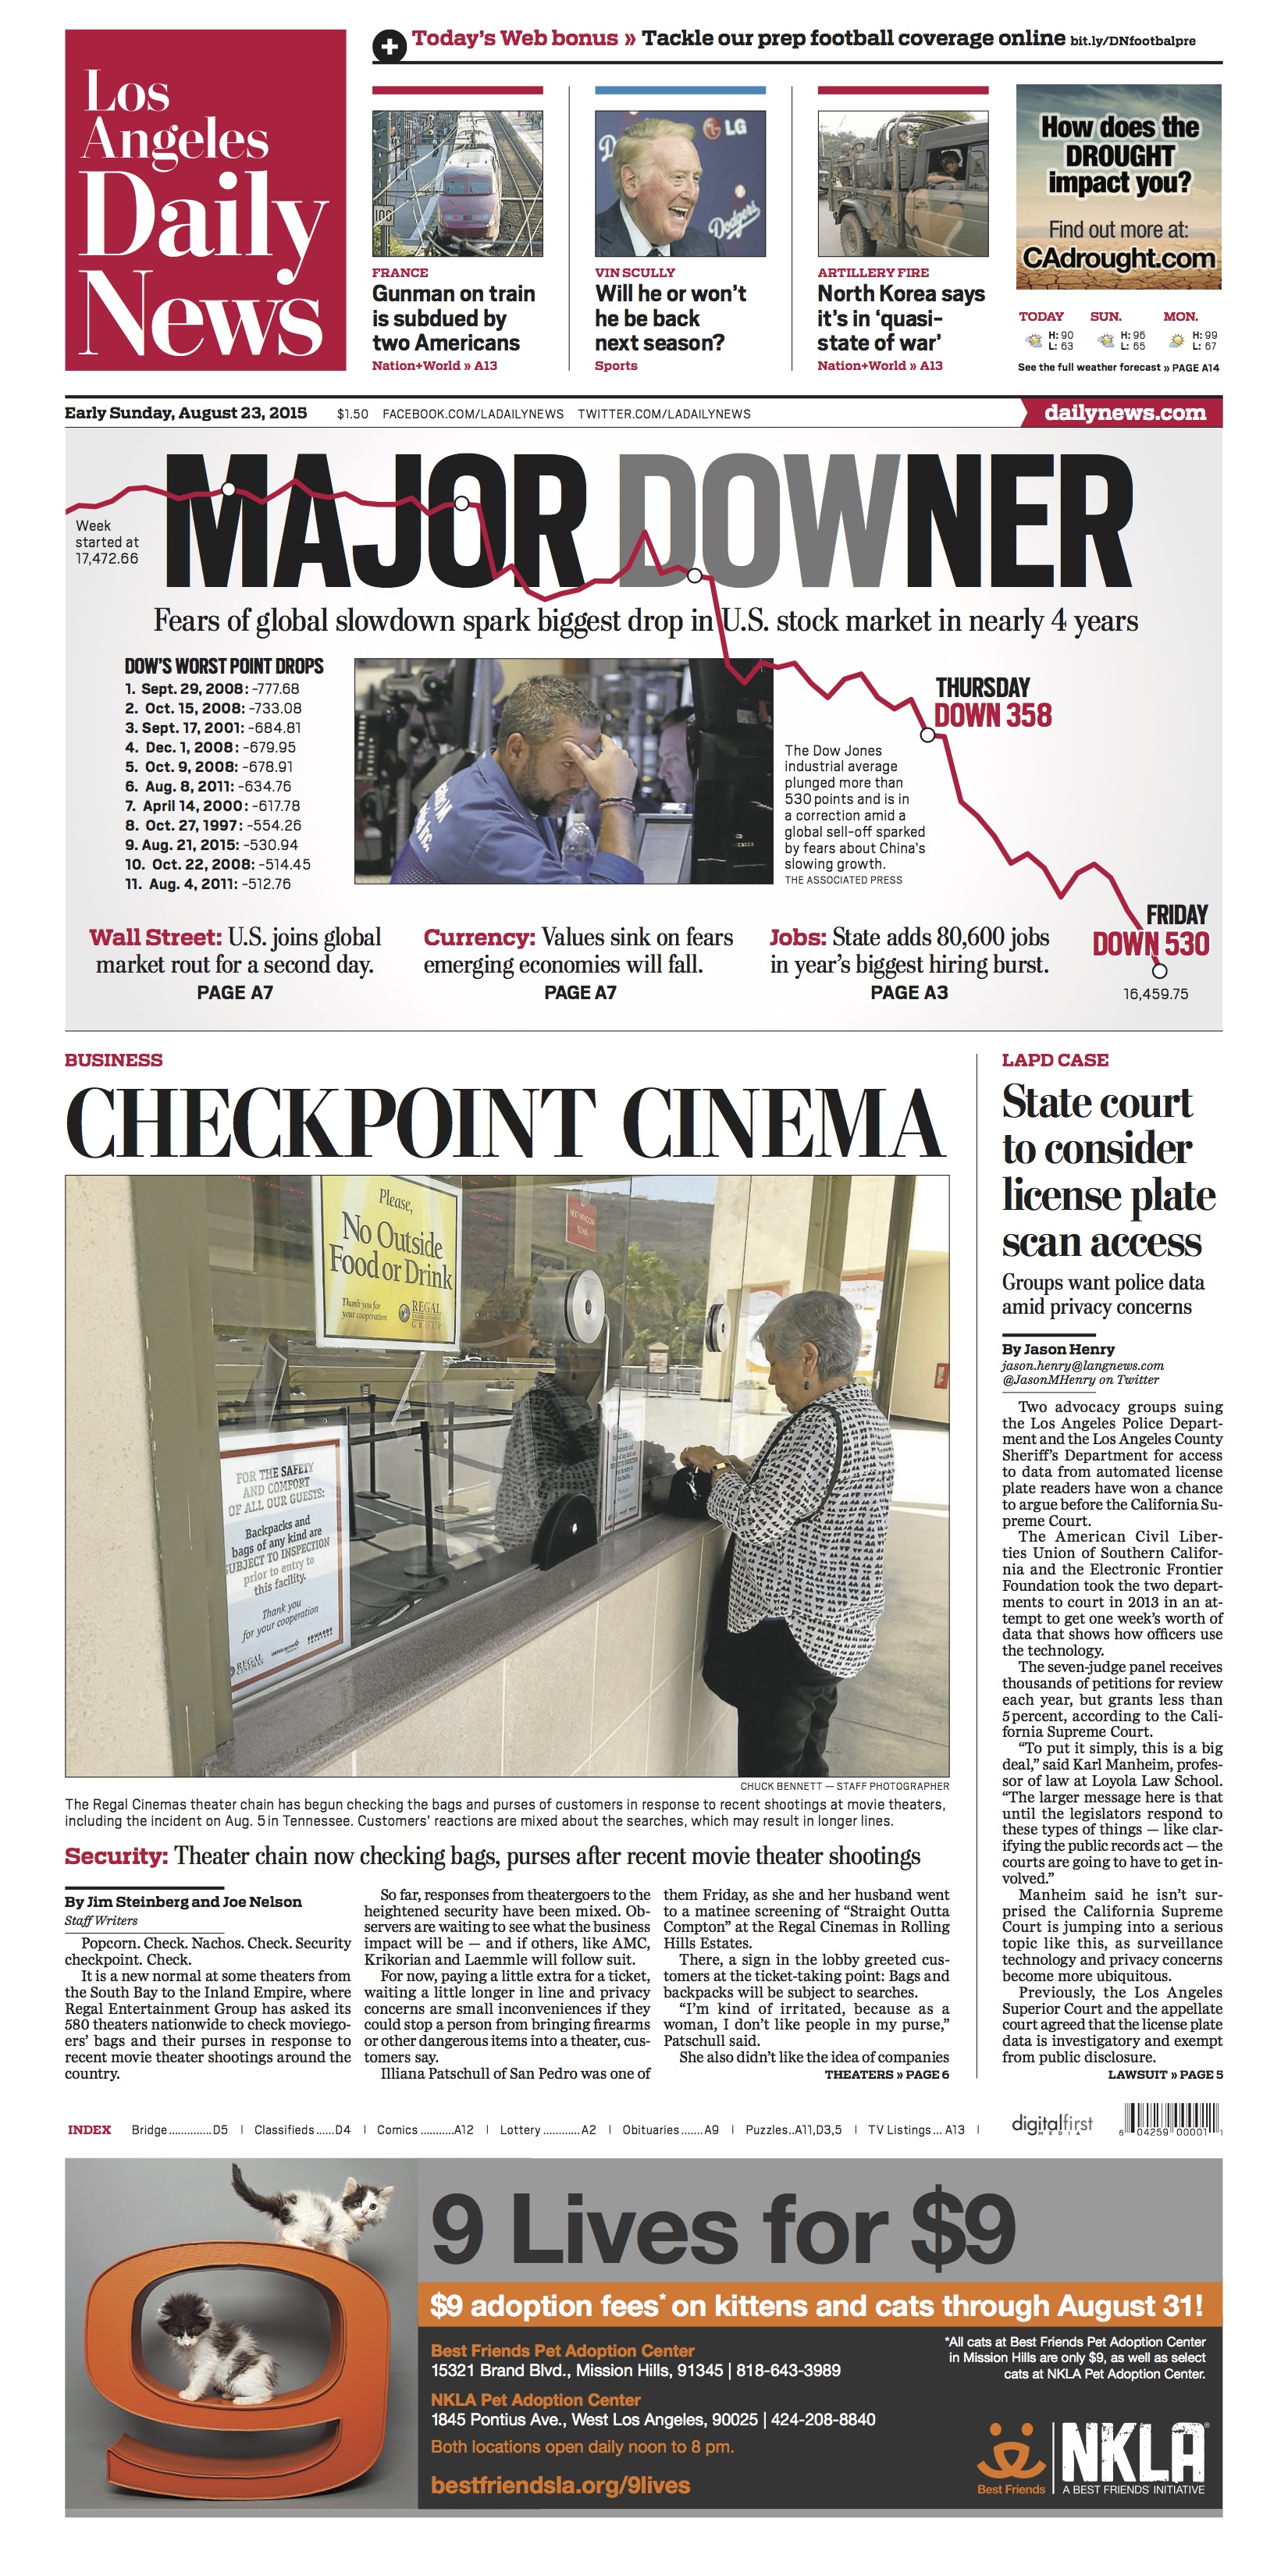 Los
Angeles
Daily
News
Today's Web bonus » Tackle our prep football coverage online bit.ly/DNfootbalpre
100
FRANCE
Gunman on train
is subdued by
two Americans
Nation+World » A13
LG
Dodgers
VIN SCULLY
Will he or won't
he be back
next season?
Sports
ARTILLERY FIRE
North Korea says
it's in 'quasi-
state of war'
Nation+World » A13
How does the
DROUGHT
impact you?
Find out more at:
CAdrought.com
TODAY SUN. MON.
H: 90 H: 96 H: 99
L: 63 L: 65 L: 67
See the full weather forecast » PAGE A14
Early Sunday, August 23, 2015 $1.50 FACEBOOK.COM/LADAILYNEWS TWITTER.COM/LADAILYNEWS dailynews.com
MAJOR DOWNER
Week
started at
17,472.66
Fears of global slowdown spark biggest drop in U.S. stock market in nearly 4 years
DOW'S WORST POINT DROPS
1. Sept. 29, 2008: -777.68
2. Oct. 15, 2008: -733.08
3. Sept. 17, 2001: -684.81
4. Dec. 1, 2008: -679.95
5. Oct. 9, 2008: -678.91
6. Aug. 8, 2011: -634.76
7. April 14, 2000: -617.78
8. Oct. 27, 1997: -554.26
9. Aug. 21, 2015: -530.94
10. Oct. 22, 2008: -514.45
11. Aug. 4, 2011: -512.76
The Dow Jones
industrial average
plunged more than
530 points and is in
a correction amid a
global sell-off sparked
by fears about China's
slowing growth.
THE ASSOCIATED PRESS
THURSDAY
DOWN 358
FRIDAY
DOWN 530
16,459.75
Wall Street: U.S. joins global
market rout for a second day.
PAGE A7
Currency: Values sink on fears
emerging economies will fall.
PAGE A7
Jobs: State adds 80,600 jobs
in year's biggest hiring burst.
PAGE A3
BUSINESS
CHECKPOINT CINEMA
Please,
No Outside
Food or Drink
Thank you for
your cooperation
REGAL
GROUP
NEXT WINDOW
PLEASE
FOR THE SAFETY
AND COMFORT
OF ALL OUR GUESTS:
Backpacks and
bags of any kind are
SUBJECT TO INSPECTION
prior to entry to
this facility.
Thank you
for your cooperation
REGAL
CINEMAS
EDWARDS
CHUCK BENNETT — STAFF PHOTOGRAPHER
The Regal Cinemas theater chain has begun checking the bags and purses of customers in response to recent shootings at movie theaters,
including the incident on Aug. 5 in Tennessee. Customers' reactions are mixed about the searches, which may result in longer lines.
Security: Theater chain now checking bags, purses after recent movie theater shootings
By Jim Steinberg and Joe Nelson
Staff Writers
Popcorn. Check. Nachos. Check. Security
checkpoint. Check.
It is a new normal at some theaters from
the South Bay to the Inland Empire, where
Regal Entertainment Group has asked its
580 theaters nationwide to check moviego-
ers' bags and their purses in response to
recent movie theater shootings around the
country.
So far, responses from theatergoers to the
heightened security have been mixed. Ob-
servers are waiting to see what the business
impact will be — and if others, like AMC,
Krikorian and Laemmle will follow suit.
For now, paying a little extra for a ticket,
waiting a little longer in line and privacy
concerns are small inconveniences if they
could stop a person from bringing firearms
or other dangerous items into a theater, cus-
tomers say.
Illiana Patschull of San Pedro was one of
them Friday, as she and her husband went
to a matinee screening of "Straight Outta
Compton" at the Regal Cinemas in Rolling
Hills Estates.
There, a sign in the lobby greeted cus-
tomers at the ticket-taking point: Bags and
backpacks will be subject to searches.
"I'm kind of irritated, because as a
woman, I don't like people in my purse,"
Patschull said.
She also didn't like the idea of companies
THEATERS » PAGE 6
LAPD CASE
State court
to consider
license plate
scan access
Groups want police data
amid privacy concerns
By Jason Henry
jason.henry@langnews.com
@JasonMHenry on Twitter
Two advocacy groups suing
the Los Angeles Police Depart-
ment and the Los Angeles County
Sheriff's Department for access
to data from automated license
plate readers have won a chance
to argue before the California Su-
preme Court.
The American Civil Liber-
ties Union of Southern Califor-
nia and the Electronic Frontier
Foundation took the two depart-
ments to court in 2013 in an at-
tempt to get one week's worth of
data that shows how officers use
the technology.
The seven-judge panel receives
thousands of petitions for review
each year, but grants less than
5 percent, according to the Cali-
fornia Supreme Court.
"To put it simply, this is a big
deal," said Karl Manheim, profes-
sor of law at Loyola Law School.
"The larger message here is that
until the legislators respond to
these types of things — like clar-
ifying the public records act — the
courts are going to have to get in-
volved."
Manheim said he isn't sur-
prised the California Supreme
Court is jumping into a serious
topic like this, as surveillance
technology and privacy concerns
become more ubiquitous.
Previously, the Los Angeles
Superior Court and the appellate
court agreed that the license plate
data is investigatory and exempt
from public disclosure.
LAWSUIT » PAGE 5
INDEX Bridge..............D5 | Classifieds......D4 | Comics ...........A12 | Lottery ............A2 | Obituaries.......A9 | Puzzles..A11,D3,5 | TV Listings... A13 |
digitalfirst
MEDIA
6 04259 00001 1
9 Lives for $9
$9 adoption fees* on kittens and cats through August 31!
Best Friends Pet Adoption Center
15321 Brand Blvd., Mission Hills, 91345 | 818-643-3989
NKLA Pet Adoption Center
1845 Pontius Ave., West Los Angeles, 90025 | 424-208-8840
Both locations open daily noon to 8 pm.
bestfriendsla.org/9lives
*All cats at Best Friends Pet Adoption Center
in Mission Hills are only $9, as well as select
cats at NKLA Pet Adoption Center.
Best Friends
NKLA®
A BEST FRIENDS INITIATIVE